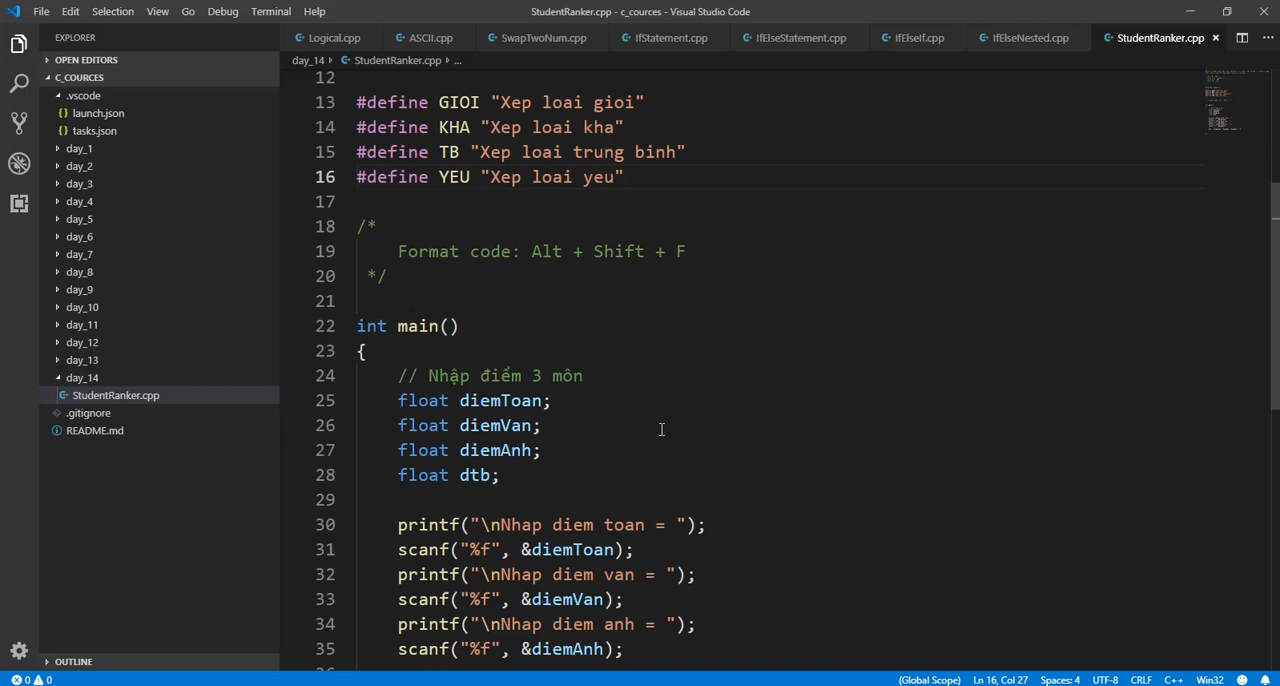 File Edit Selection View Go Debug Terminal Help
StudentRanker.cpp - c_cources - Visual Studio Code
EXPLORER
OPEN EDITORS
C_COURCES
.vscode
launch.json
tasks.json
day_1
day_2
day_3
day_4
day_5
day_6
day_7
day_8
day_9
day_10
day_11
day_12
day_13
day_14
StudentRanker.cpp
.gitignore
README.md
OUTLINE
Logical.cpp ASCII.cpp SwapTwoNum.cpp IfStatement.cpp IfElseStatement.cpp IfElseIf.cpp IfElseNested.cpp StudentRanker.cpp
day_14 StudentRanker.cpp ...
12
13 #define GIOI "Xep loai gioi"
14 #define KHA "Xep loai kha"
15 #define TB "Xep loai trung binh"
16 #define YEU "Xep loai yeu"
17
18 /*
19 Format code: Alt + Shift + F
20 */
21
22 int main()
23 {
24 // Nhập điểm 3 môn
25 float diemToan;
26 float diemVan;
27 float diemAnh;
28 float dtb;
29
30 printf("\nNhap diem toan = ");
31 scanf("%f", &diemToan);
32 printf("\nNhap diem van = ");
33 scanf("%f", &diemVan);
34 printf("\nNhap diem anh = ");
35 scanf("%f", &diemAnh);
0 0 (Global Scope) Ln 16, Col 27 Spaces: 4 UTF-8 CRLF C++ Win32